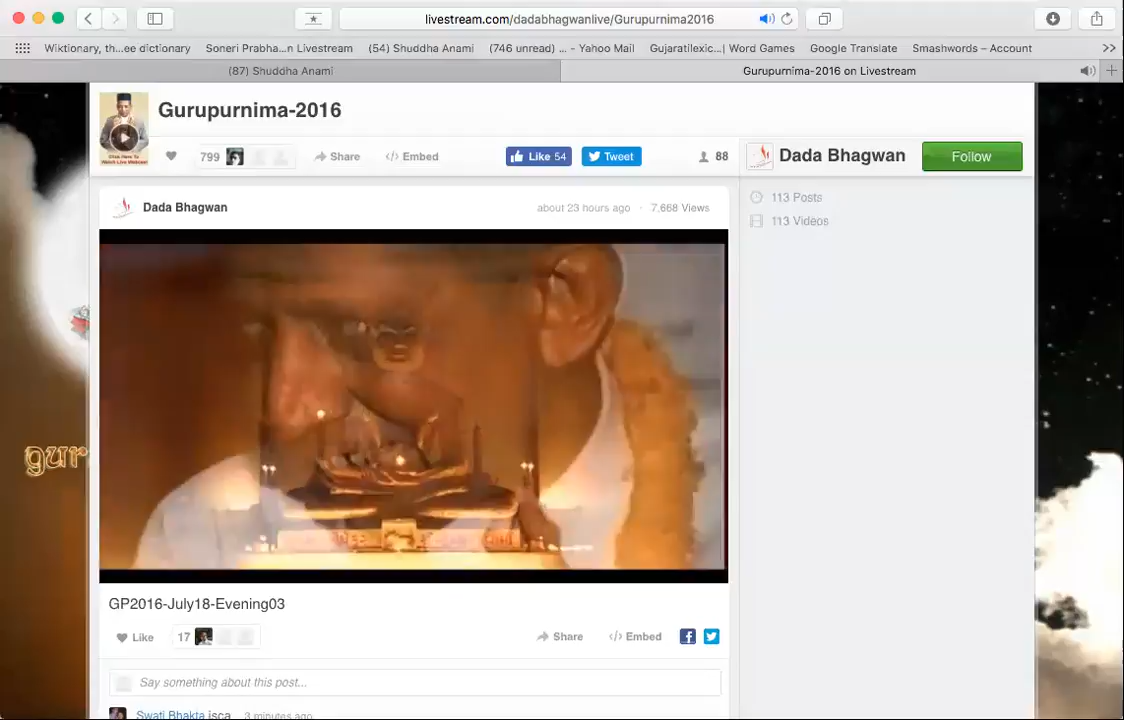 livestream.com/dadabhagwanlive/Gurupurnima2016
Wiktionary, th...ee dictionary
Soneri Prabha...n Livestream
(54) Shuddha Anami
(746 unread) ... - Yahoo Mail
Gujaratilexic...| Word Games
Google Translate
Smashwords – Account
(87) Shuddha Anami
Gurupurnima-2016 on Livestream
Gurupurnima-2016
799
Share
</> Embed
Like 54
Tweet
88
Dada Bhagwan
Follow
113 Posts
113 Videos
Dada Bhagwan
about 23 hours ago · 7,668 Views
gur
GP2016-July18-Evening03
Like
17
Share
</> Embed
Say something about this post...
Swati Bhakta jsca 3 minutes ago